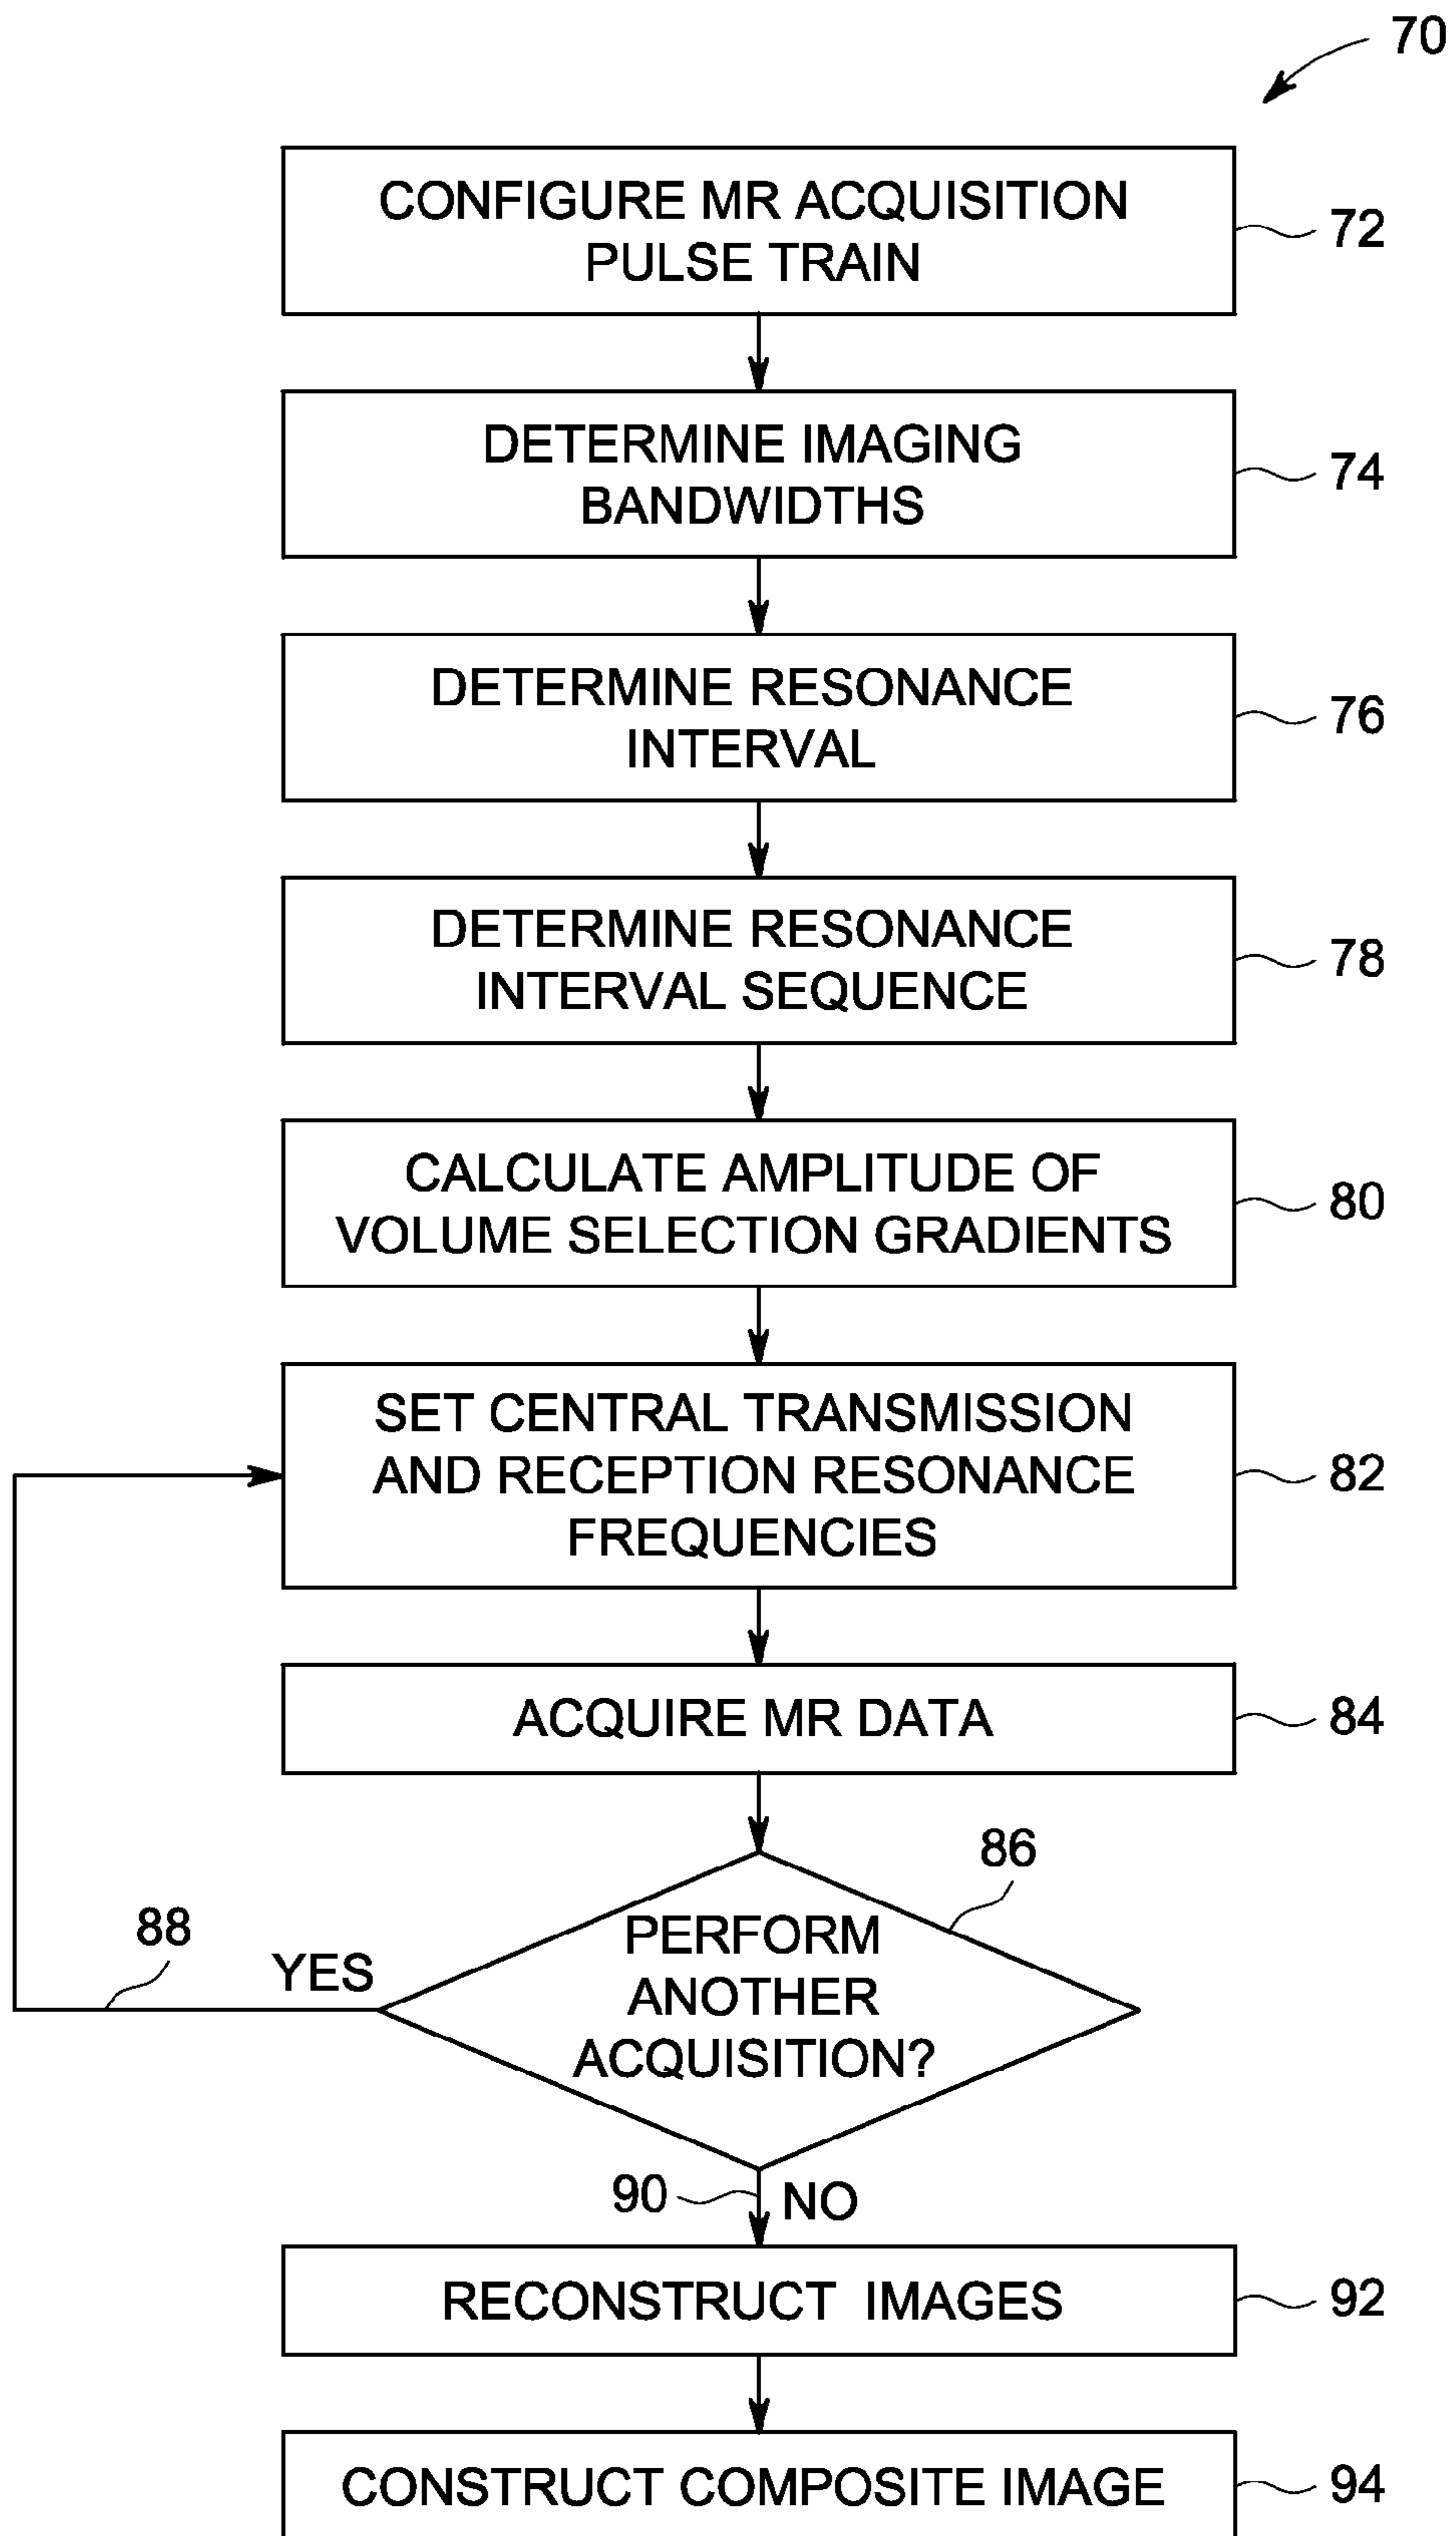 70
CONFIGURE MR ACQUISITION
PULSE TRAIN
72
DETERMINE IMAGING
BANDWIDTHS
74
DETERMINE RESONANCE
INTERVAL
76
DETERMINE RESONANCE
INTERVAL SEQUENCE
78
CALCULATE AMPLITUDE OF
VOLUME SELECTION GRADIENTS
80
SET CENTRAL TRANSMISSION
AND RECEPTION RESONANCE
FREQUENCIES
82
ACQUIRE MR DATA
84
PERFORM
ANOTHER
ACQUISITION?
86
88
YES
90
NO
RECONSTRUCT IMAGES
92
CONSTRUCT COMPOSITE IMAGE
94